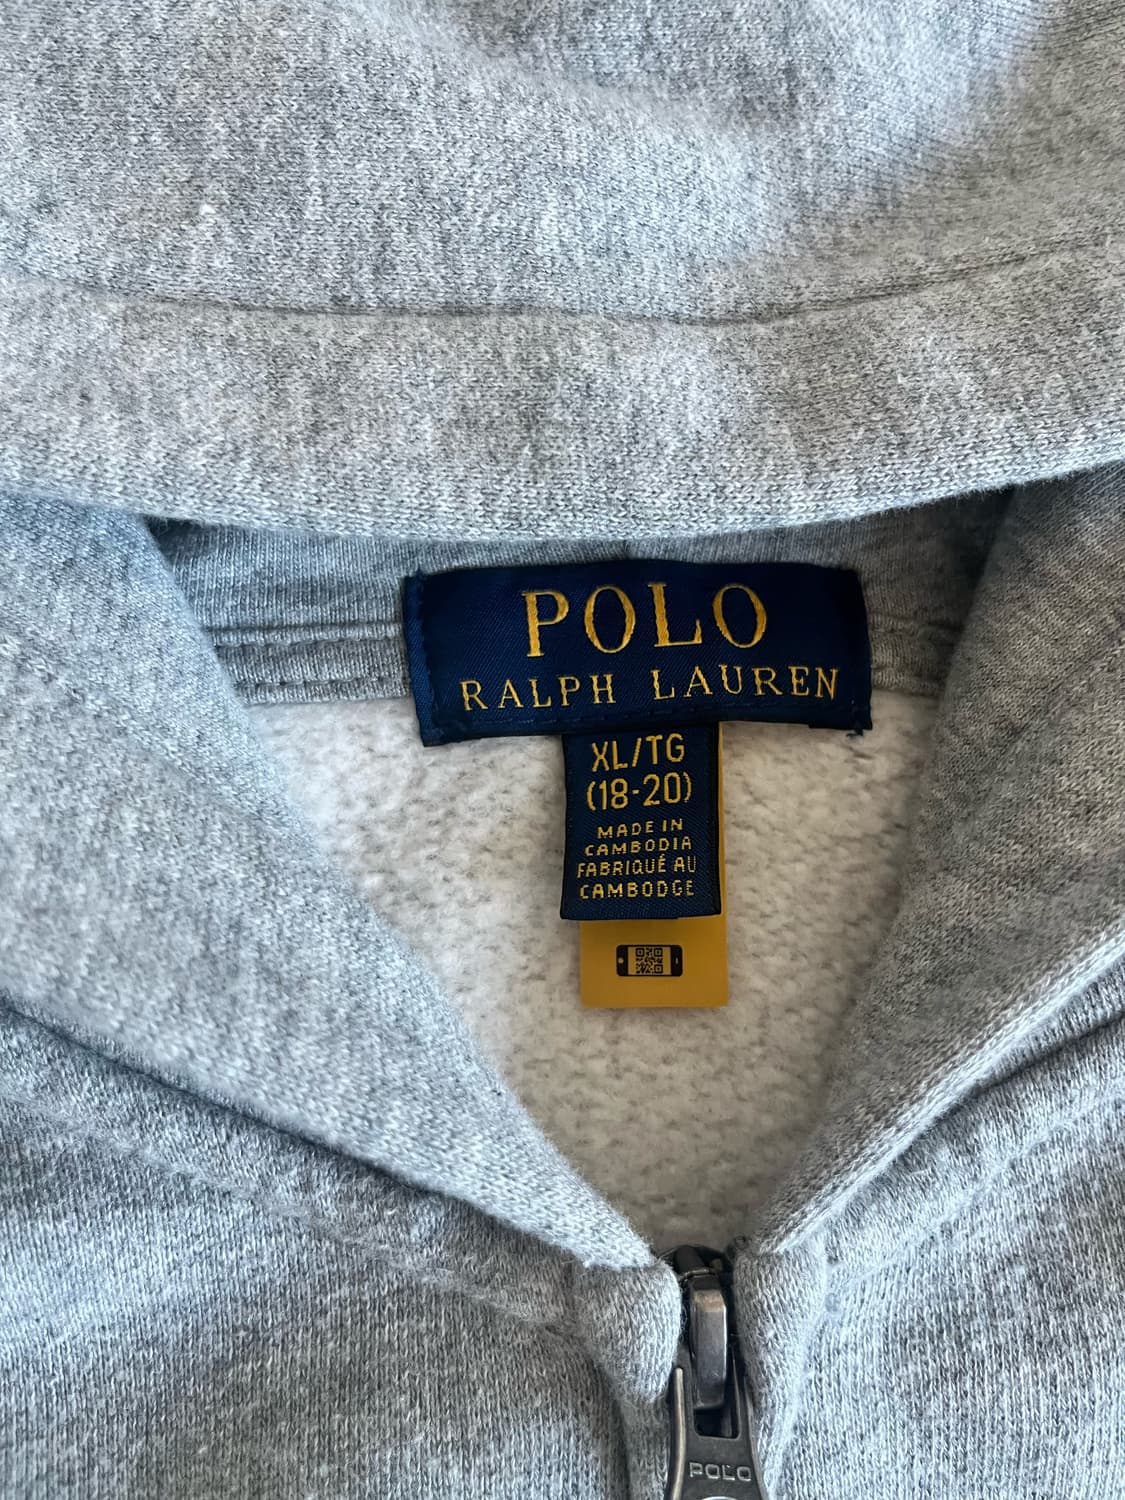 POLO
RALPH LAUREN
XL/TG
(18-20)
MADE IN
CAMBODIA
FABRIQUÉ AU
CAMBODGE
POLO